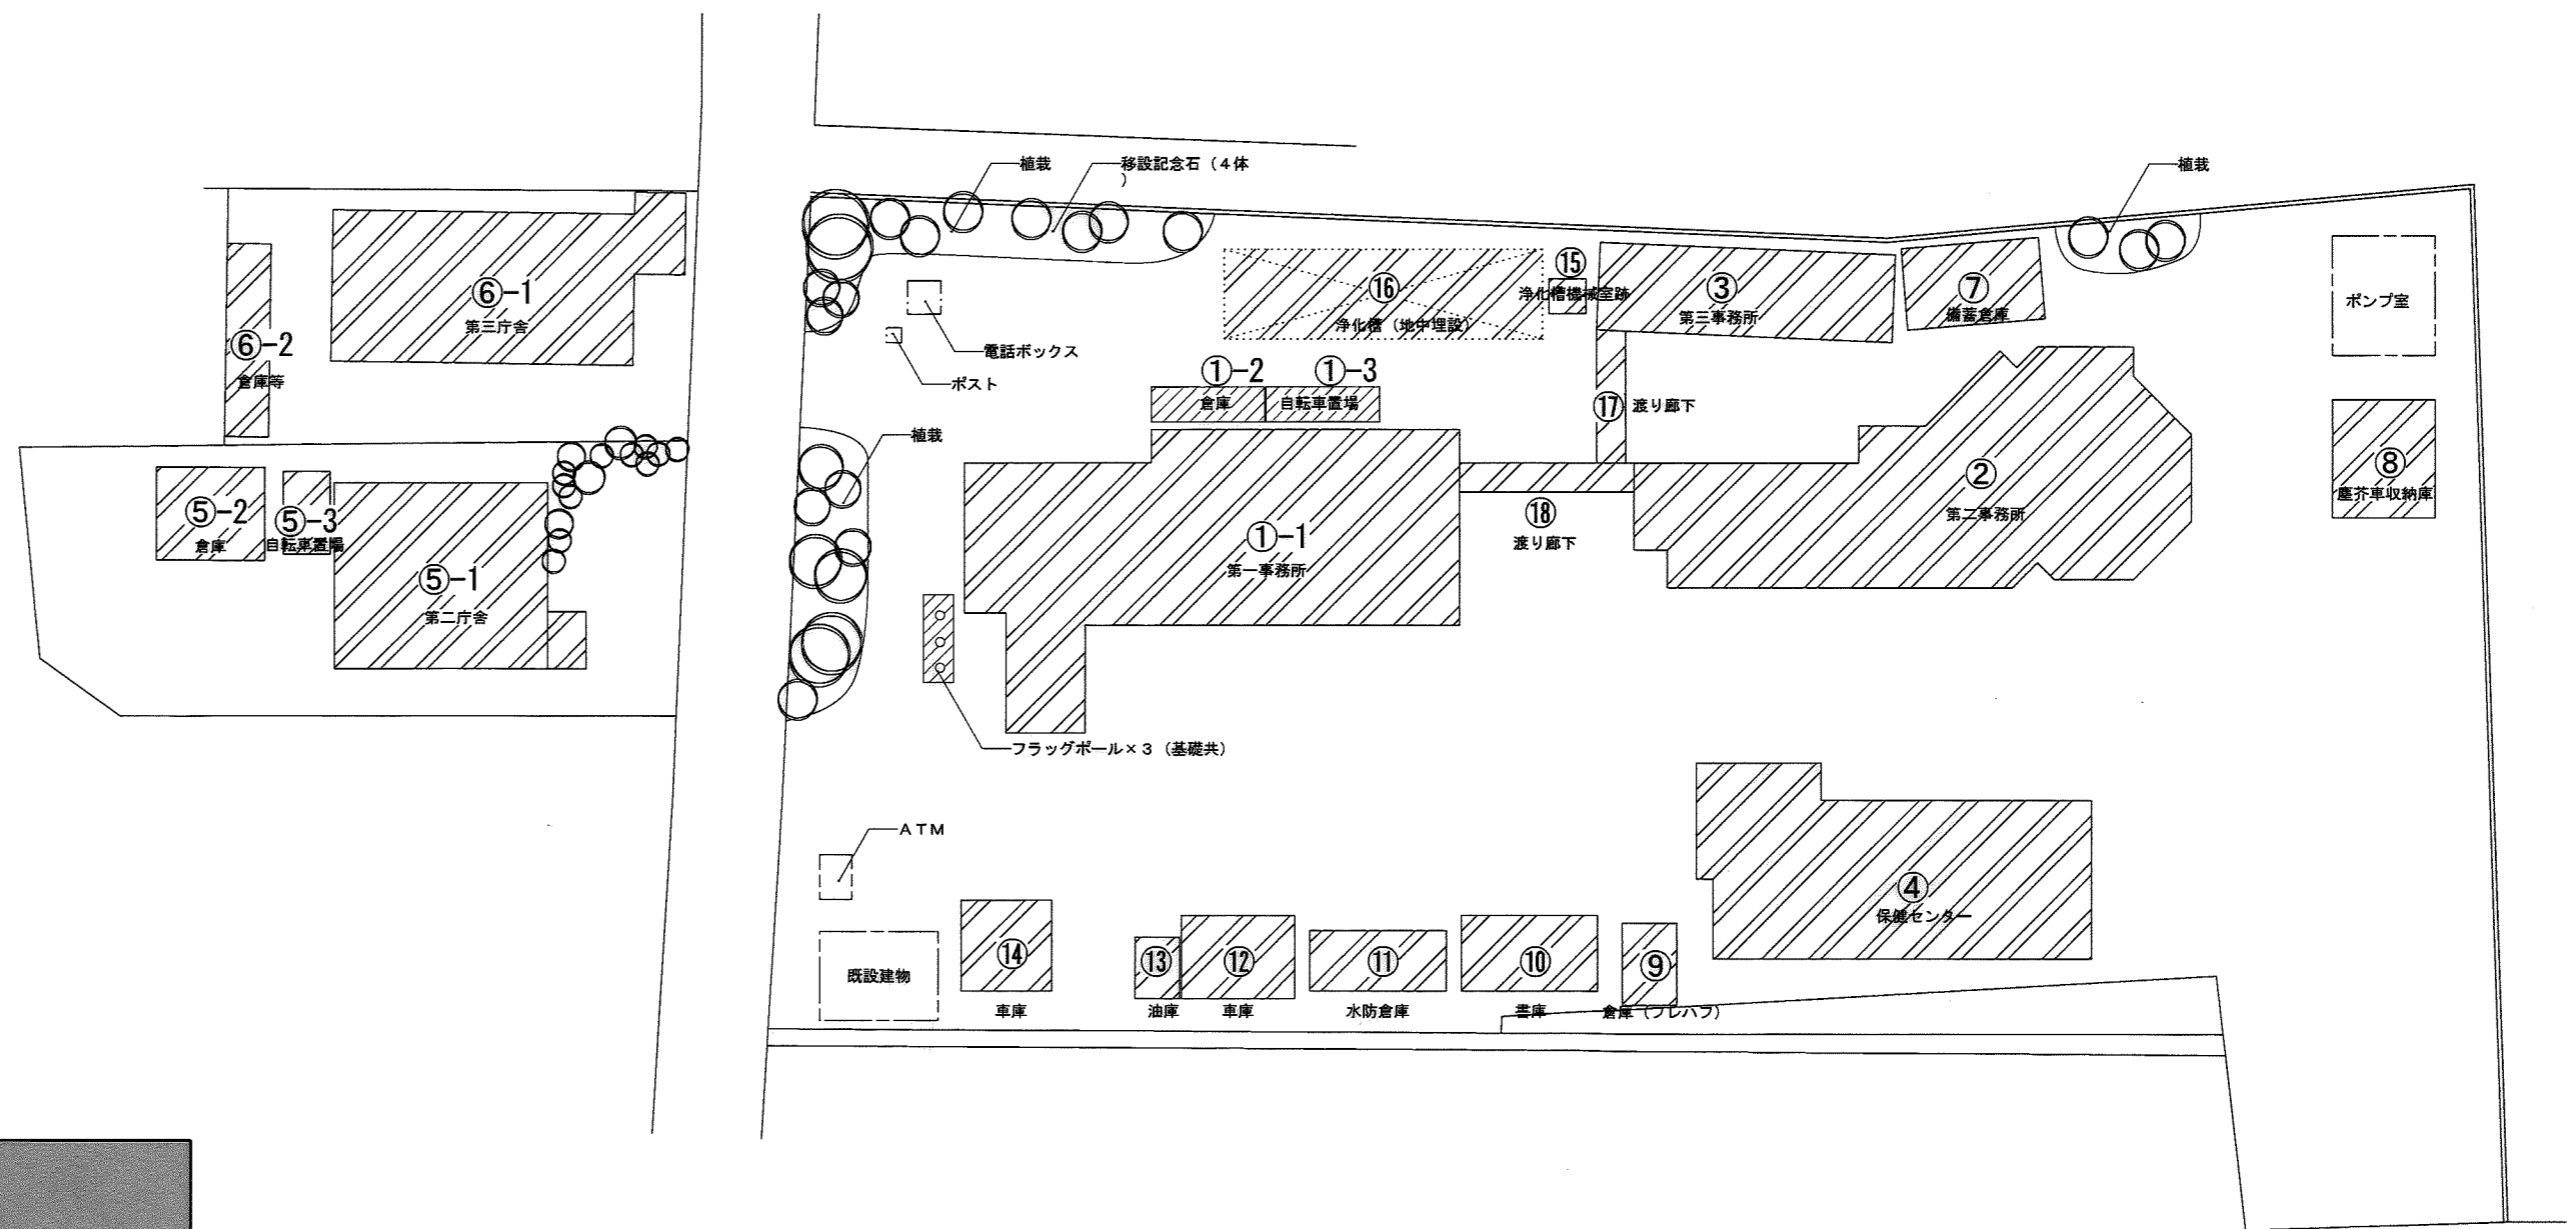 植栽
移設記念石（４体
）
植栽
⑥-1
第三庁舎
⑥-2
倉庫等
電話ボックス
ポスト
⑯
浄化槽（地中埋設）
⑮
浄化槽機械室跡
③
第三事務所
⑦
備蓄倉庫
ポンプ室
①-2
倉庫
①-3
自転車置場
⑰
渡り廊下
植栽
⑤-2
倉庫
⑤-3
自転車置場
⑤-1
第二庁舎
①-1
第一事務所
⑱
渡り廊下
②
第二事務所
⑧
塵芥車収納庫
フラッグポール×３（基礎共）
ＡＴＭ
既設建物
⑭
車庫
⑬
油庫
⑫
車庫
⑪
水防倉庫
⑩
書庫
⑨
倉庫（プレハブ）
④
保健センター